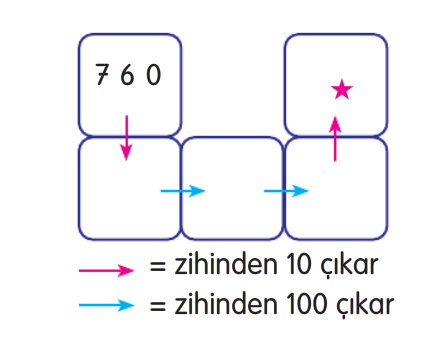 7 6 0
= zihinden 10 çıkar
= zihinden 100 çıkar